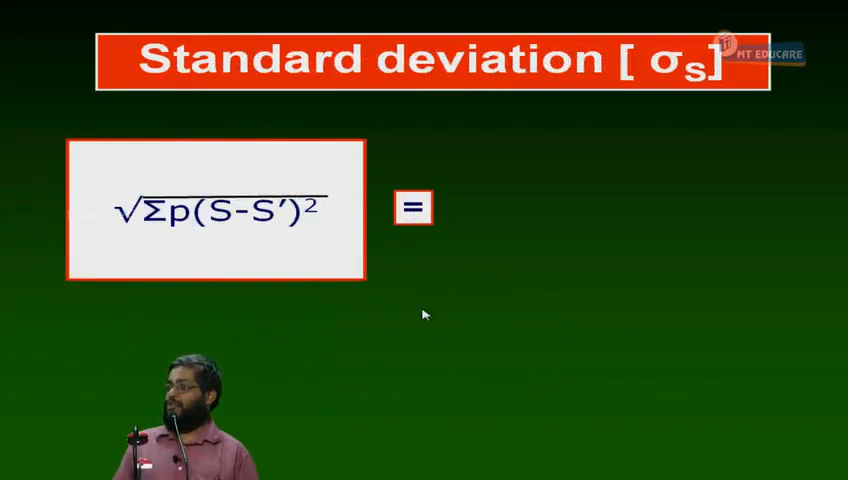 Standard deviation [ σs]
MT EDUCARE
√Σp(S-S′)²
=